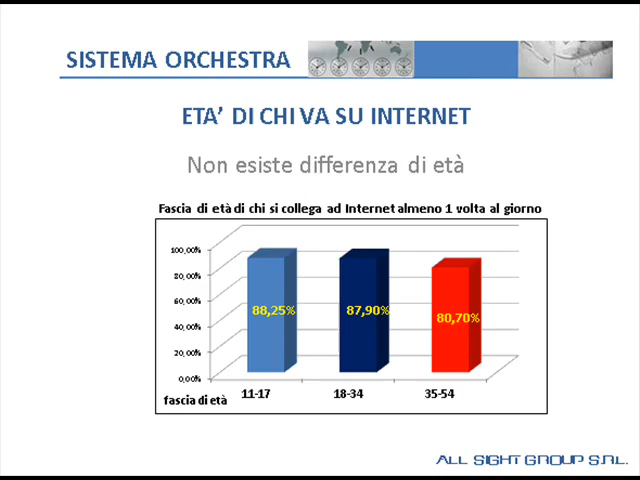 SISTEMA ORCHESTRA
ETA' DI CHI VA SU INTERNET
Non esiste differenza di età
Fascia di età di chi si collega ad Internet almeno 1 volta al giorno
100,00%
80,00%
60,00%
40,00%
20,00%
0,00%
88,25%
87,90%
80,70%
fascia di età
11-17
18-34
35-54
ALL SIGHT GROUP S.R.L.